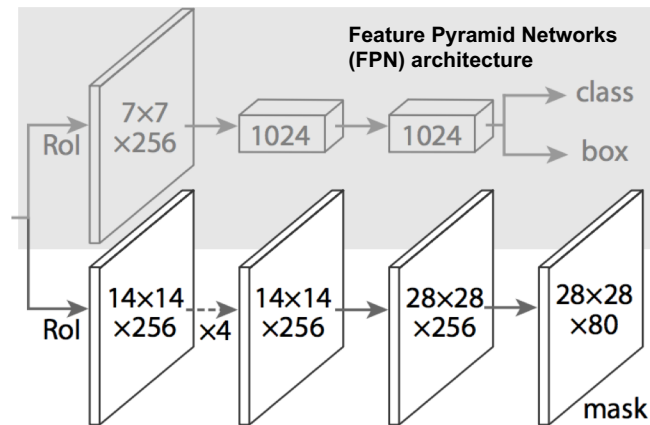 Feature Pyramid Networks
(FPN) architecture
RoI
7×7
×256
1024
1024
class
box
RoI
14×14
×256
×4
14×14
×256
28×28
×256
28×28
×80
mask